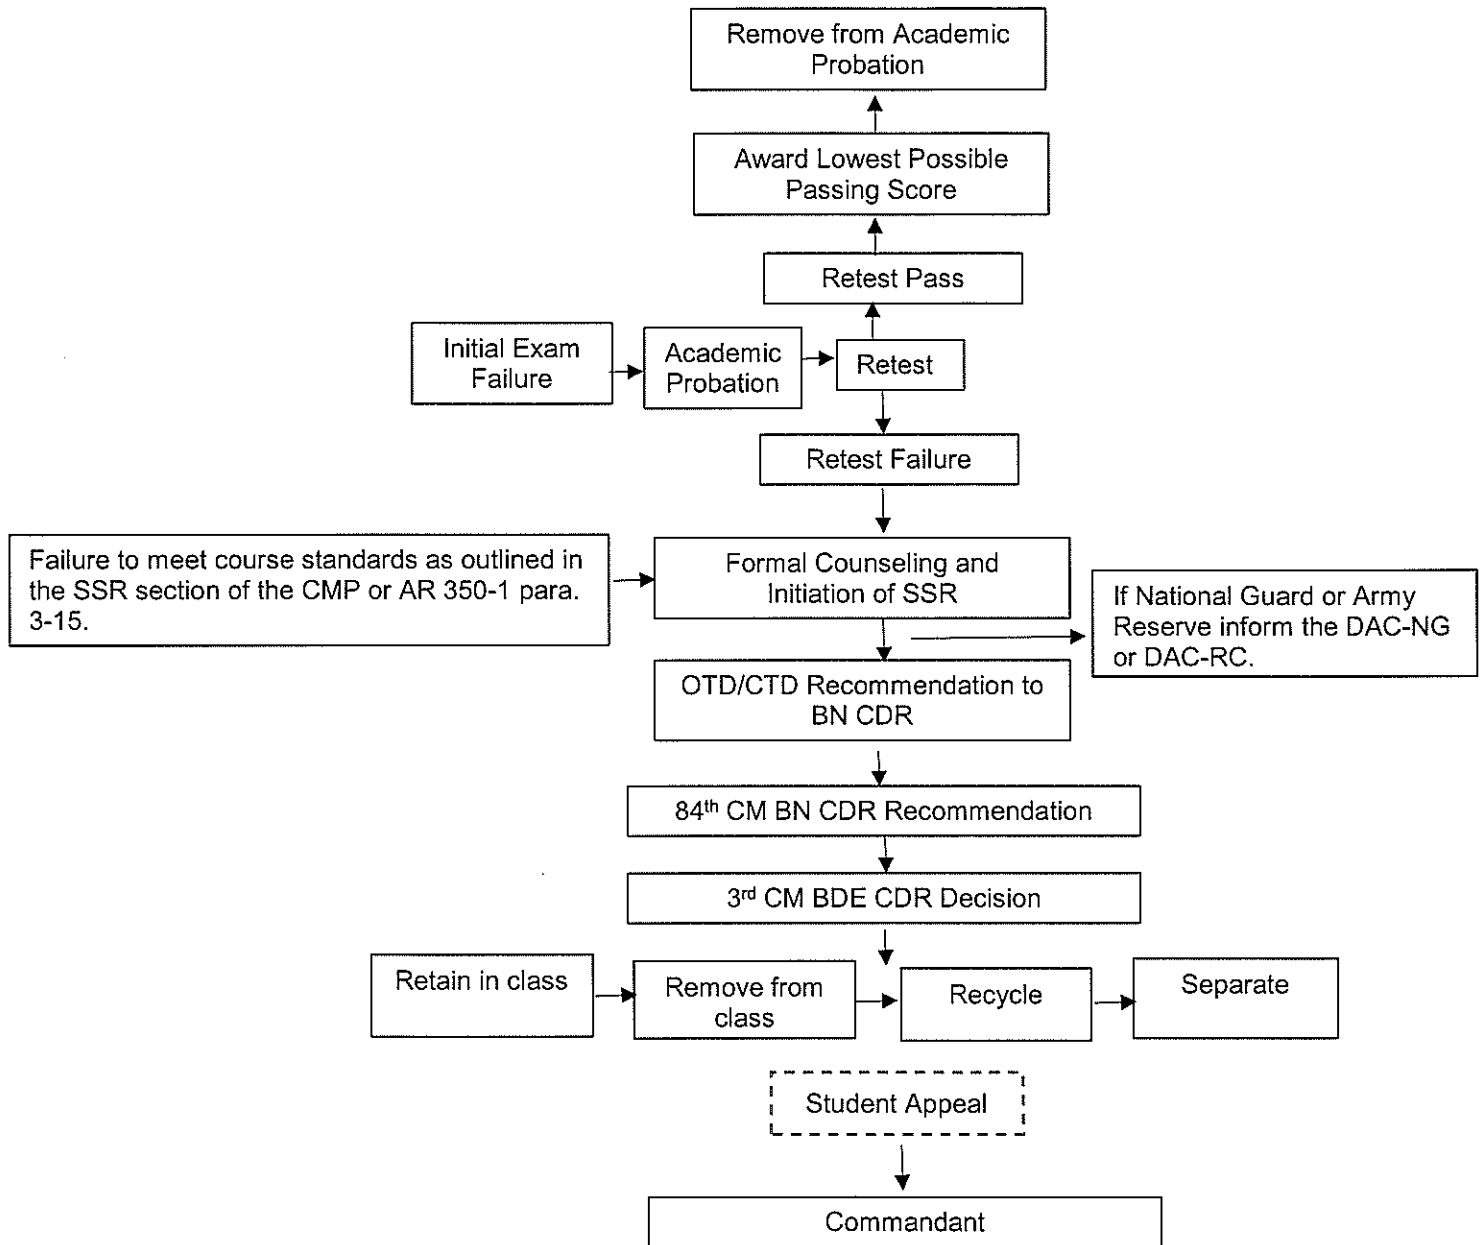 Remove from Academic
Probation
Award Lowest Possible
Passing Score
Retest Pass
Initial Exam
Failure
Academic
Probation
Retest
Retest Failure
Failure to meet course standards as outlined in
the SSR section of the CMP or AR 350-1 para.
3-15.
Formal Counseling and
Initiation of SSR
If National Guard or Army
Reserve inform the DAC-NG
or DAC-RC.
OTD/CTD Recommendation to
BN CDR
84th CM BN CDR Recommendation
3rd CM BDE CDR Decision
Retain in class
Remove from
class
Recycle
Separate
Student Appeal
Commandant